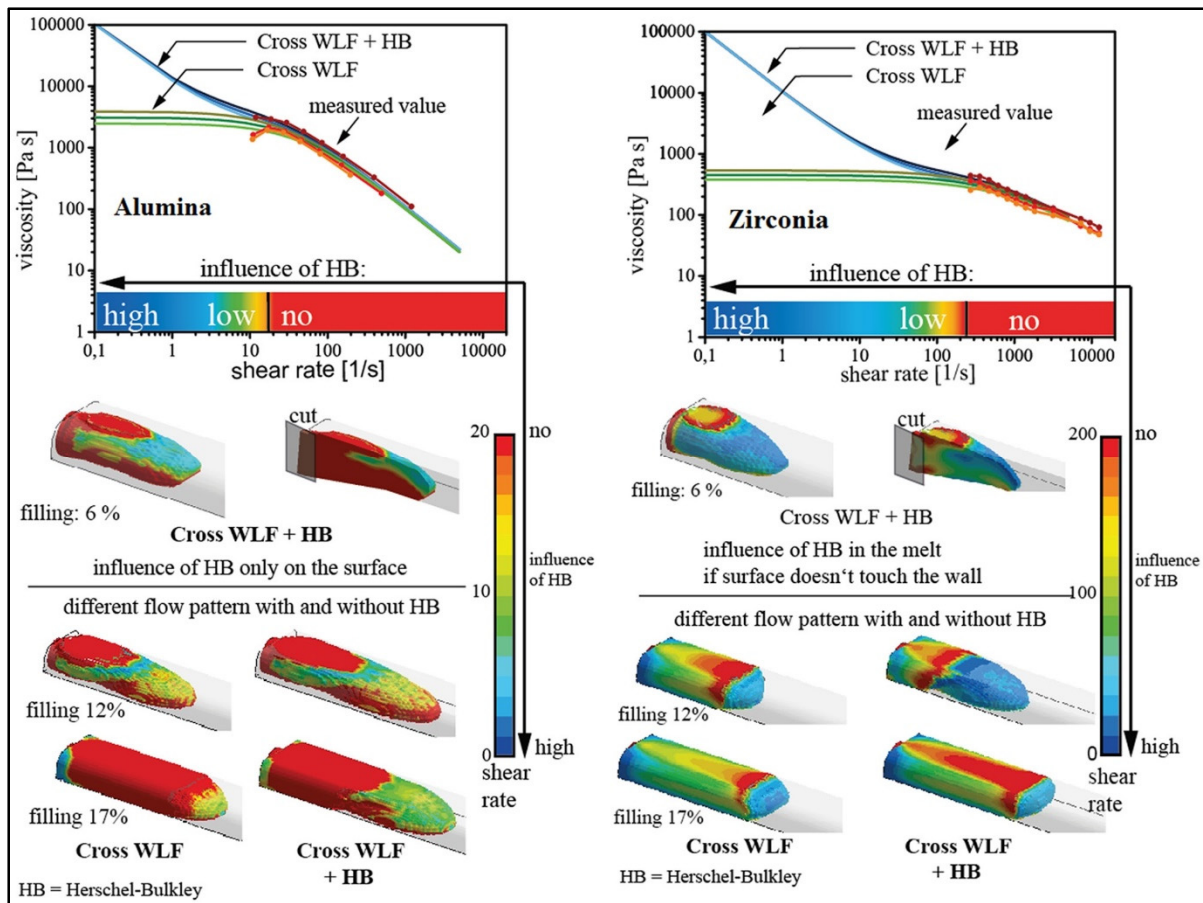 100000
10000
1000
100
10
1
viscosity [Pa s]
Cross WLF + HB
Cross WLF
measured value
Alumina
influence of HB:
high
low
no
0,1
1
10
100
1000
10000
shear rate [1/s]
cut
filling: 6 %
Cross WLF + HB
influence of HB only on the surface
different flow pattern with and without HB
filling 12%
filling 17%
Cross WLF
Cross WLF
+ HB
HB = Herschel-Bulkley
20
10
0
no
influence
of HB
high
shear
rate
100000
10000
1000
100
10
1
viscosity [Pa s]
Cross WLF + HB
Cross WLF
measured value
Zirconia
influence of HB:
high
low
no
0,1
1
10
100
1000
10000
shear rate [1/s]
cut
filling: 6 %
Cross WLF + HB
influence of HB in the melt
if surface doesn‘t touch the wall
different flow pattern with and without HB
filling 12%
filling 17%
Cross WLF
Cross WLF
+ HB
HB = Herschel-Bulkley
200
100
0
no
influence
of HB
high
shear
rate